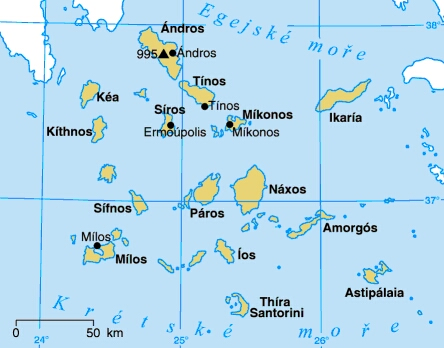 38°
Egejské moře
Ándros
995
Ándros
Tínos
Tínos
Kéa
Síros
Míkonos
Ikaría
Kíthnos
Ermoúpolis
Míkonos
Náxos
37°
Sífnos
Páros
Amorgós
Mílos
Mílos
Íos
Astipálaia
Thíra
Santorini
Krétské moře
0 50 km
24° 25° 26°